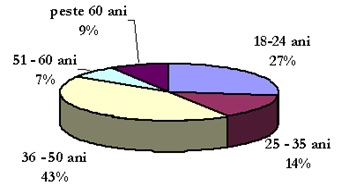 peste 60 ani
9%
18-24 ani
27%
51 - 60 ani
7%
25 - 35 ani
14%
36 -50 ani
43%